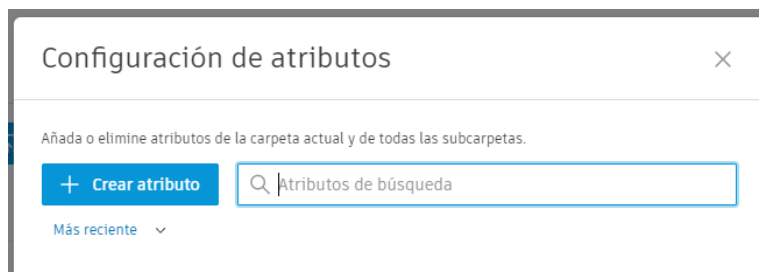 Configuración de atributos
Añada o elimine atributos de la carpeta actual y de todas las subcarpetas.
Crear atributo
Atributos de búsqueda
Más reciente